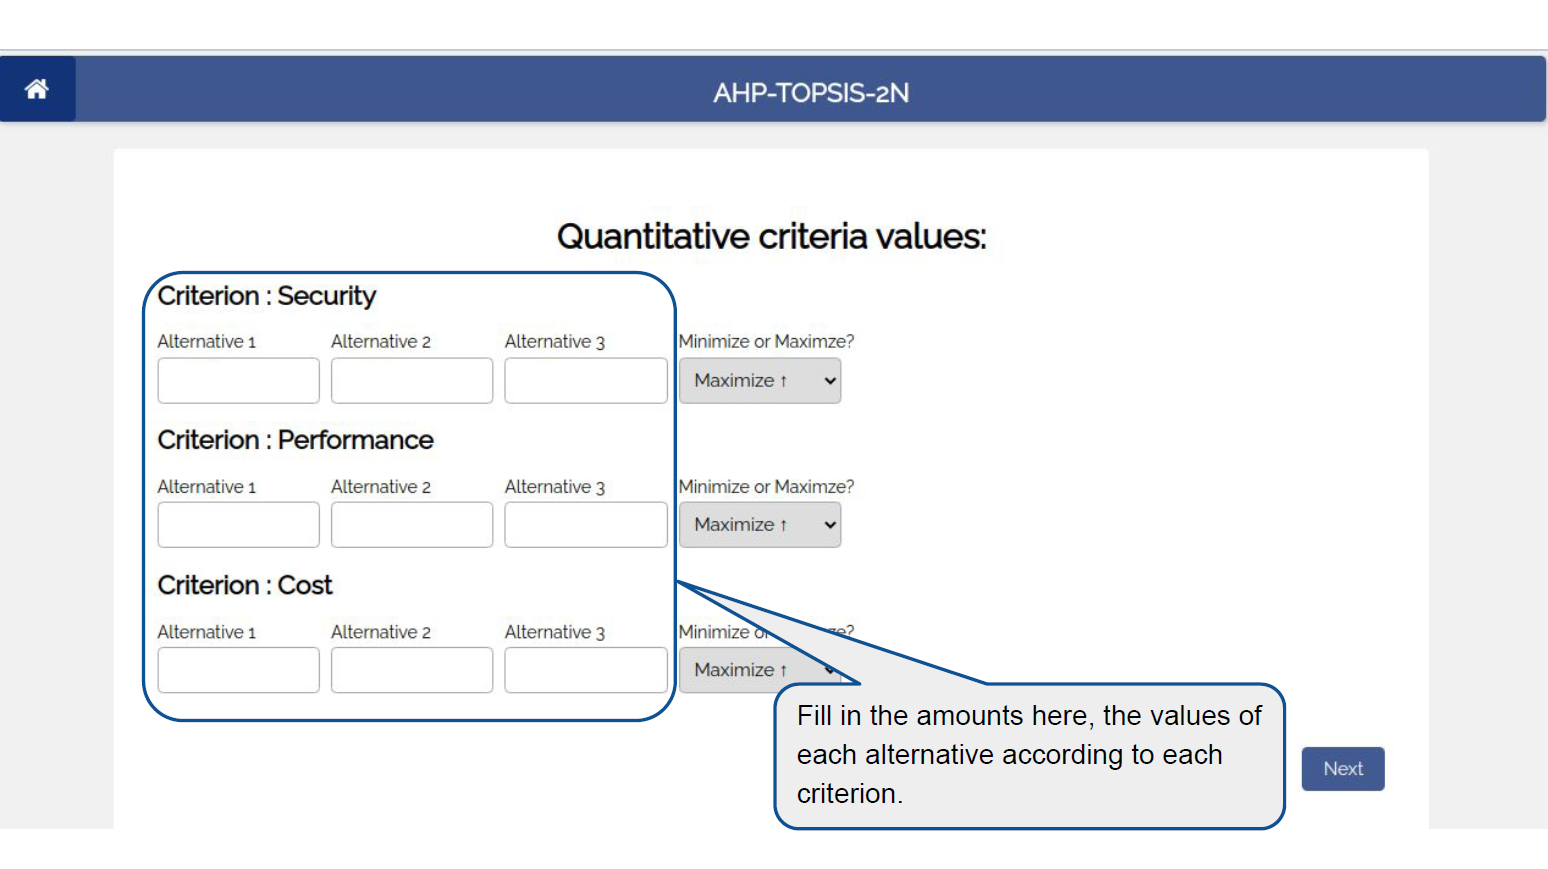 AHP-TOPSIS-2N
Quantitative criteria values:
Criterion : Security
Alternative 1 Alternative 2 Alternative 3 Minimize or Maximze?
Maximize ↑
Criterion : Performance
Alternative 1 Alternative 2 Alternative 3 Minimize or Maximze?
Maximize ↑
Criterion : Cost
Alternative 1 Alternative 2 Alternative 3 Minimize
Maximize ↑
Fill in the amounts here, the values of
each alternative according to each
criterion.
Next